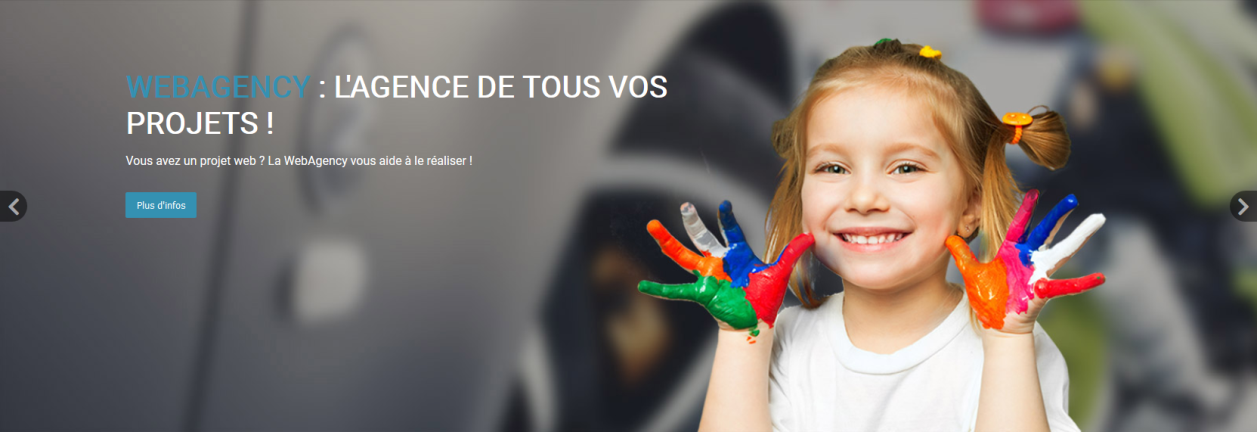 WEBAGENCY : L'AGENCE DE TOUS VOS
PROJETS !
Vous avez un projet web ? La WebAgency vous aide à le réaliser !
Plus d'infos